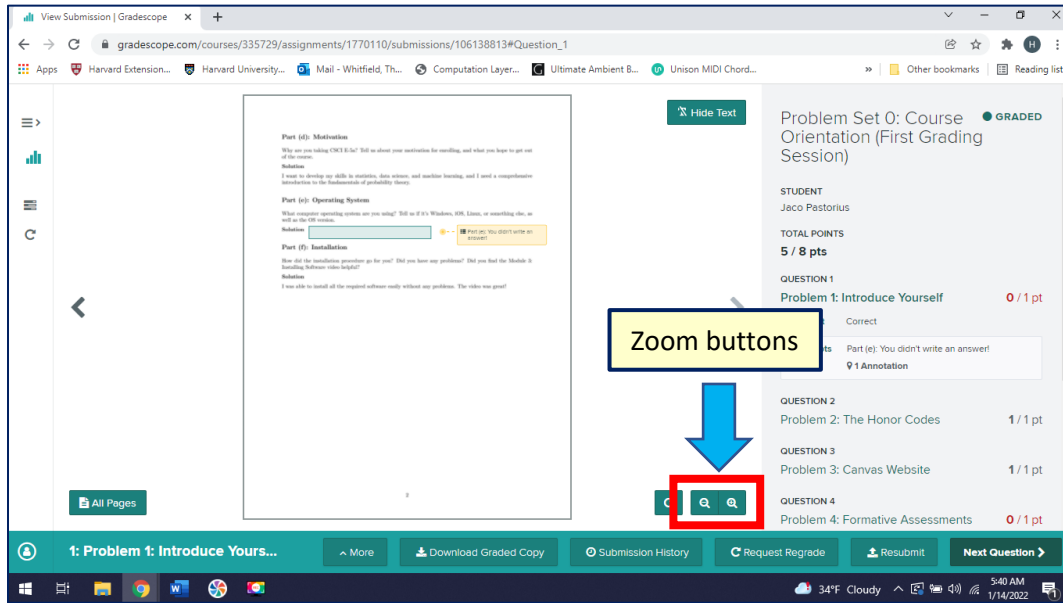 View Submission | Gradescope
gradescope.com/courses/335729/assignments/1770110/submissions/106138813#Question_1
H
Apps Harvard Extension... Harvard University... Mail - Whitfield, Th... Computation Layer... Ultimate Ambient B... Unison MIDI Chord... » Other bookmarks Reading list
Hide Text
Part (d): Motivation
Why are you taking CSCI E-5a? Tell us about your motivation for enrolling, and what you hope to get out
of the course.
Solution
I want to develop my skills in statistics, data science, and machine learning, and I need a comprehensive
introduction to the fundamentals of probability theory.
Part (e): Operating System
What computer operating system are you using? Tell us if it's Windows, iOS, Linux, or something else, as
well as the OS version.
Solution
Part (e): You didn't write an
answer!
Part (f): Installation
How did the installation procedure go for you? Did you have any problems? Did you find the Module 3:
Installing Software video helpful?
Solution
I was able to install all the required software easily without any problems. The video was great!
Zoom buttons
All Pages
Problem Set 0: Course
Orientation (First Grading
Session)
GRADED
STUDENT
Jaco Pastorius
TOTAL POINTS
5 / 8 pts
QUESTION 1
Problem 1: Introduce Yourself 0 / 1 pt
Correct
Part (e): You didn't write an answer!
1 Annotation
QUESTION 2
Problem 2: The Honor Codes 1 / 1 pt
QUESTION 3
Problem 3: Canvas Website 1 / 1 pt
QUESTION 4
Problem 4: Formative Assessments 0 / 1 pt
1: Problem 1: Introduce Yours... More Download Graded Copy Submission History Request Regrade Resubmit Next Question
34°F Cloudy 5:40 AM
1/14/2022